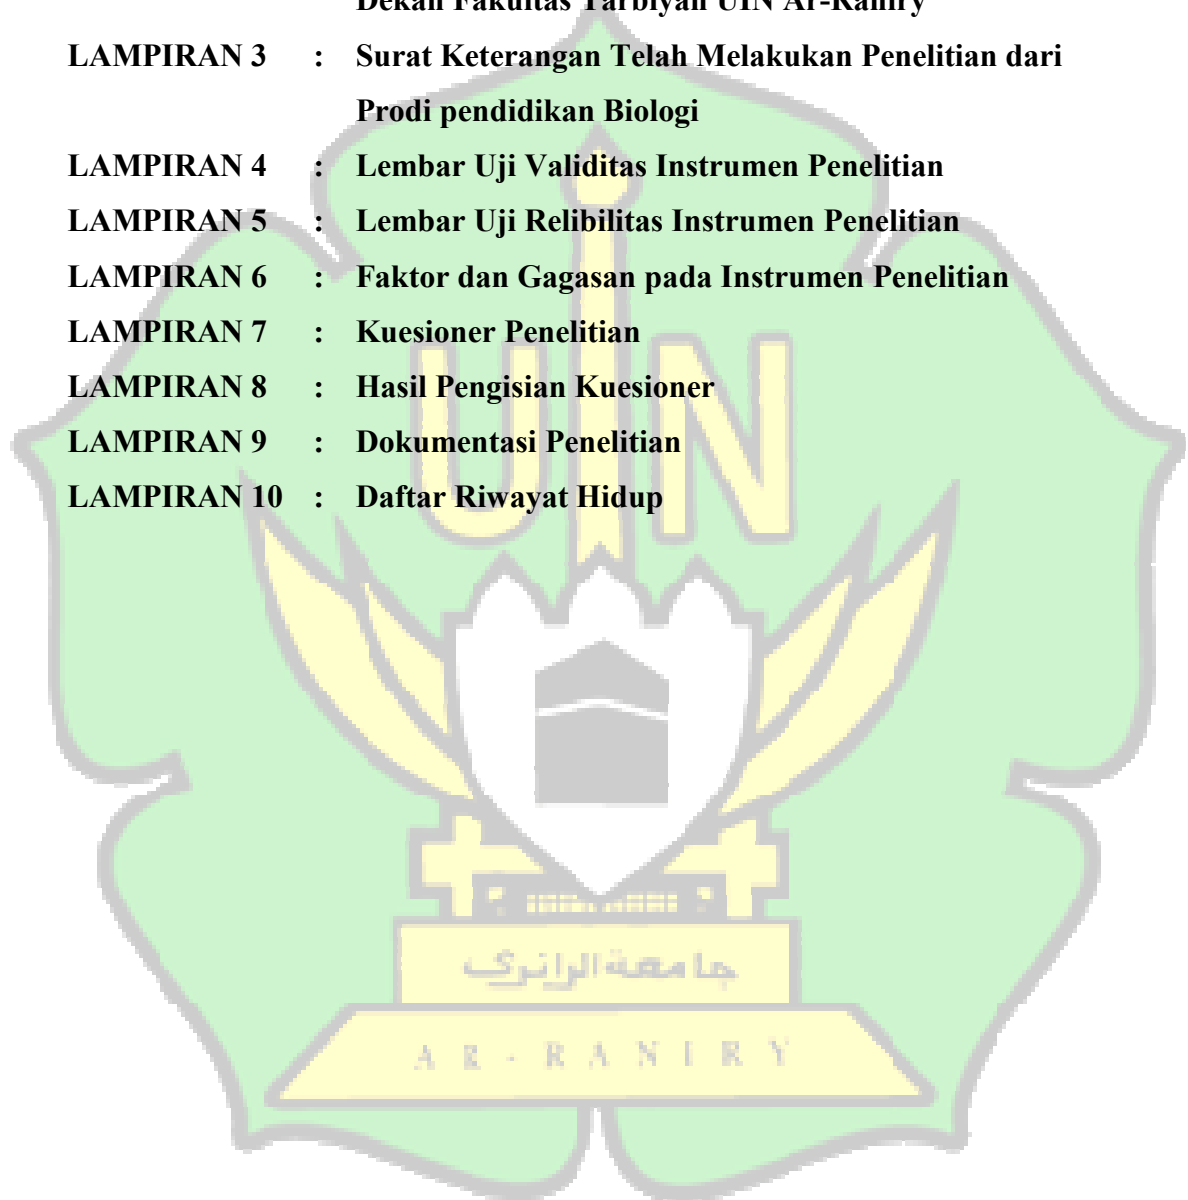 Dekan Fakultas Tarbiyah UIN Ar-Raniry
LAMPIRAN 3 : Surat Keterangan Telah Melakukan Penelitian dari
Prodi pendidikan Biologi
LAMPIRAN 4 : Lembar Uji Validitas Instrumen Penelitian
LAMPIRAN 5 : Lembar Uji Relibilitas Instrumen Penelitian
LAMPIRAN 6 : Faktor dan Gagasan pada Instrumen Penelitian
LAMPIRAN 7 : Kuesioner Penelitian
LAMPIRAN 8 : Hasil Pengisian Kuesioner
LAMPIRAN 9 : Dokumentasi Penelitian
LAMPIRAN 10 : Daftar Riwayat Hidup
UIN
جامعة الرانري
AR-RANIRY